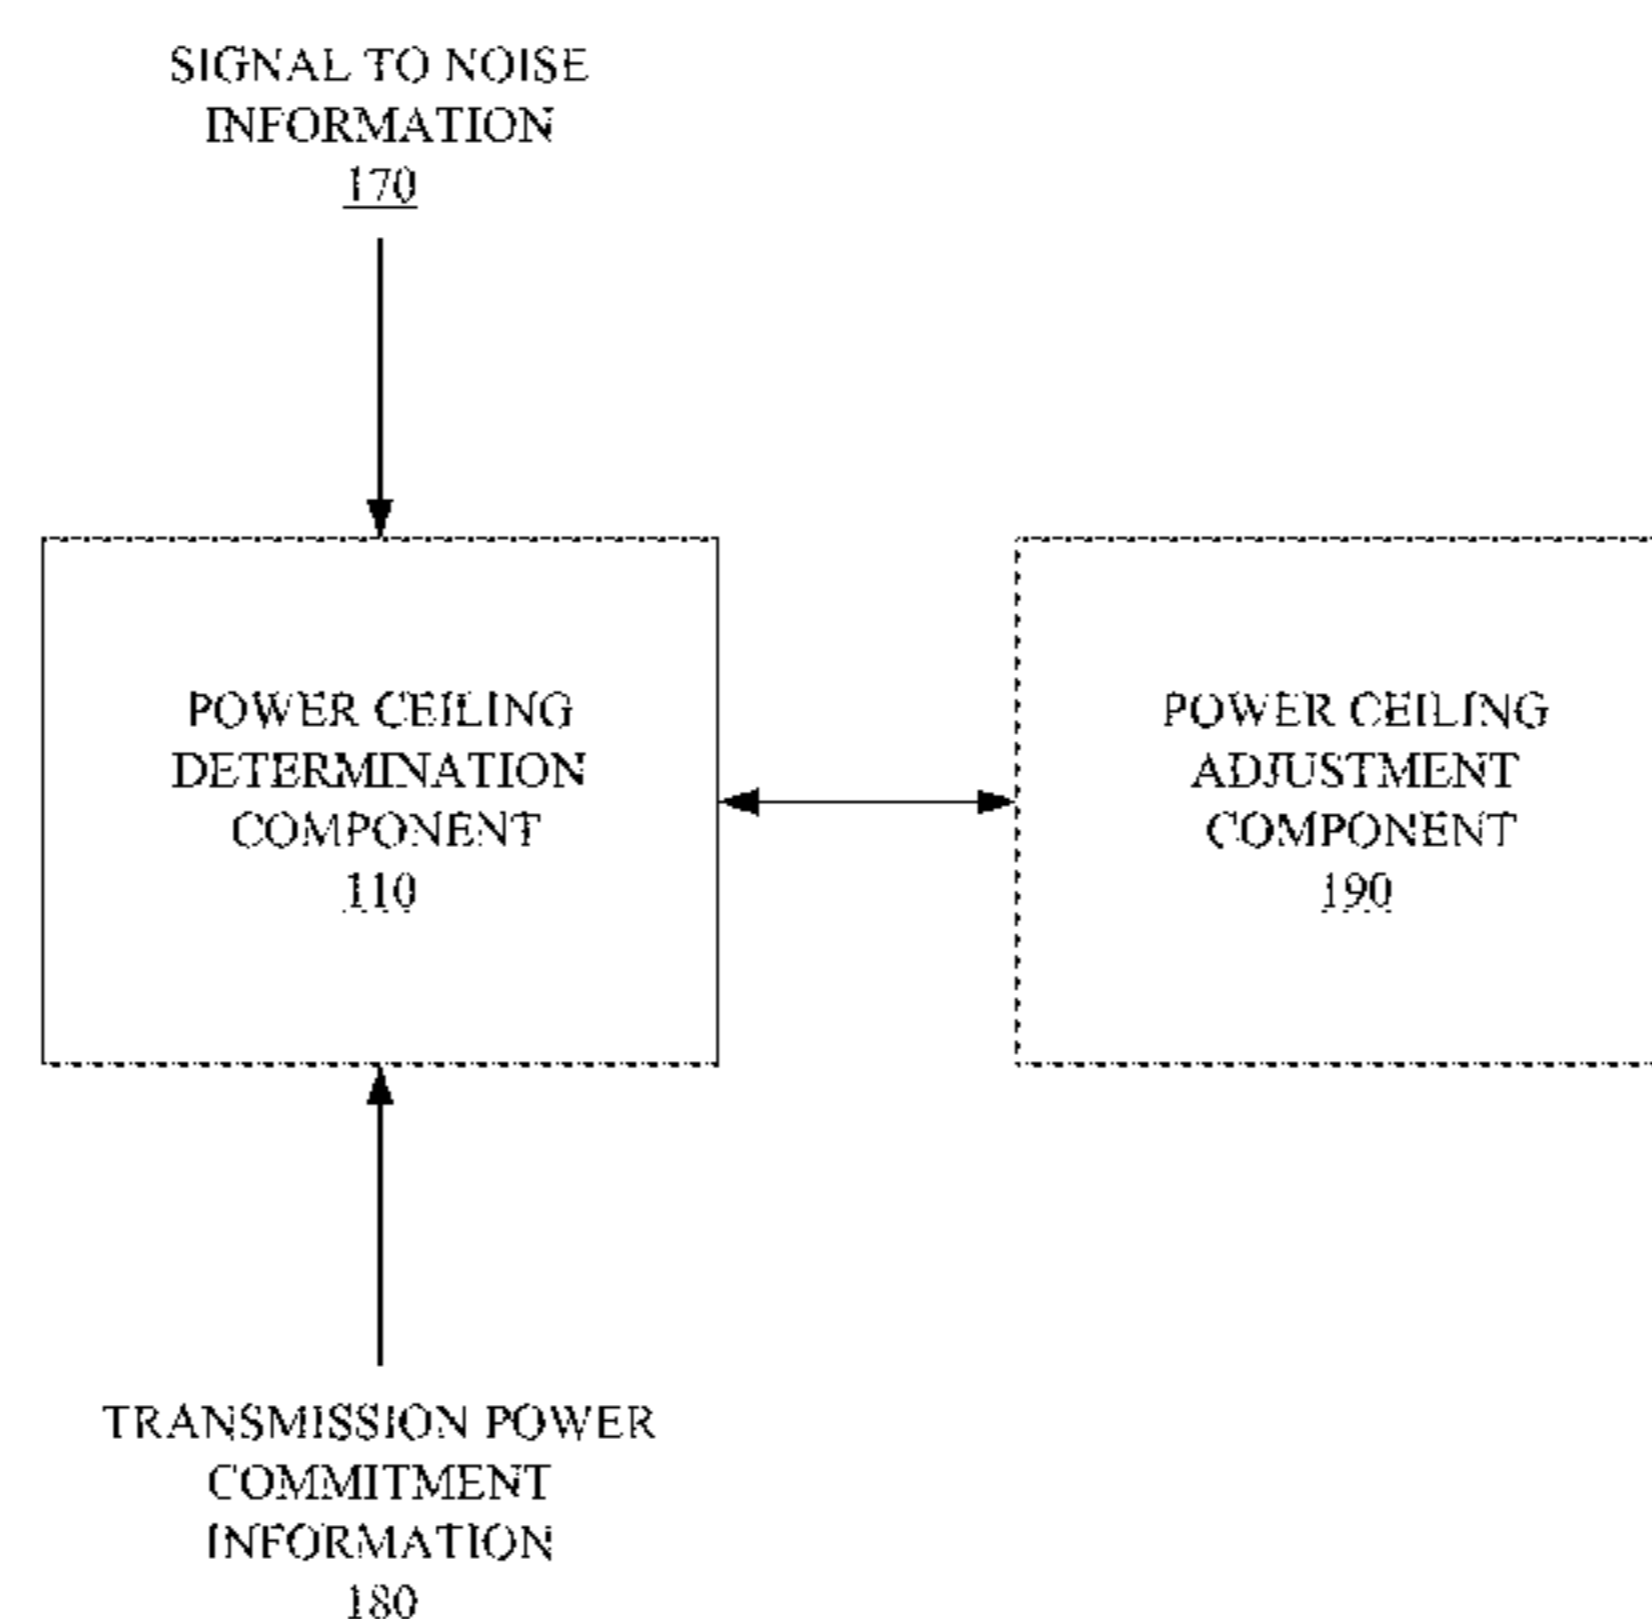 SIGNAL TO NOISE
INFORMATION
170
POWER CEILING
DETERMINATION
COMPONENT
110
POWER CEILING
ADJUSTMENT
COMPONENT
190
TRANSMISSION POWER
COMMITMENT
INFORMATION
180